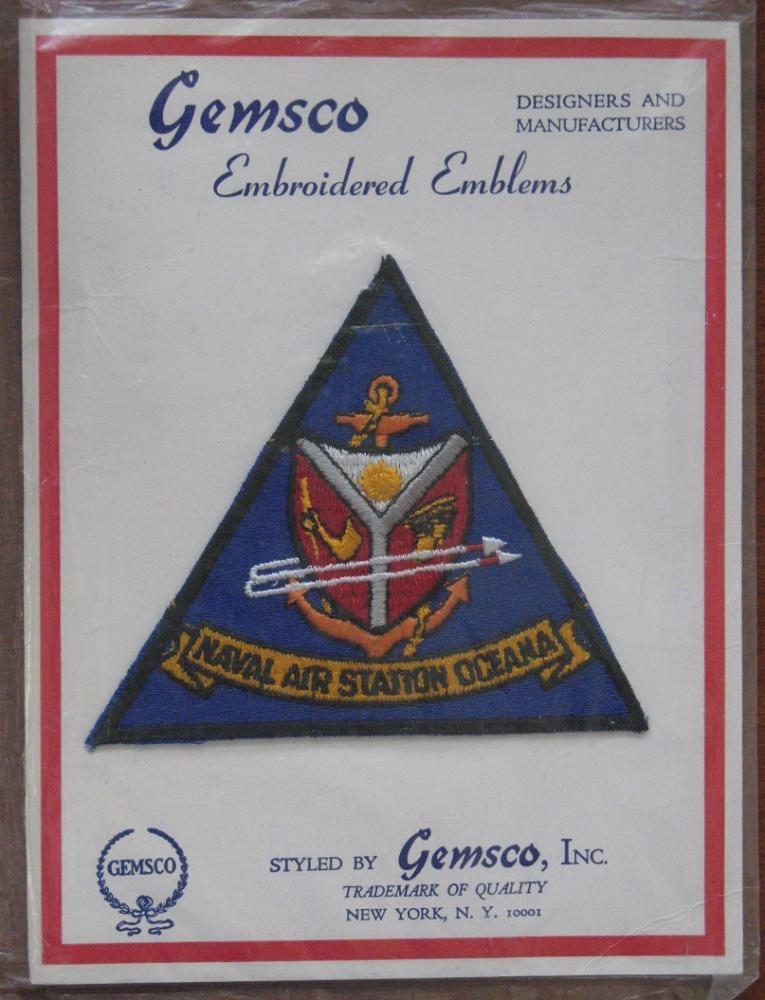 Gemsco
DESIGNERS AND
MANUFACTURERS
Embroidered Emblems
NAVAL AIR STATION OCEANA
GEMSCO
STYLED BY Gemsco, INC.
TRADEMARK OF QUALITY
NEW YORK, N. Y. 10001